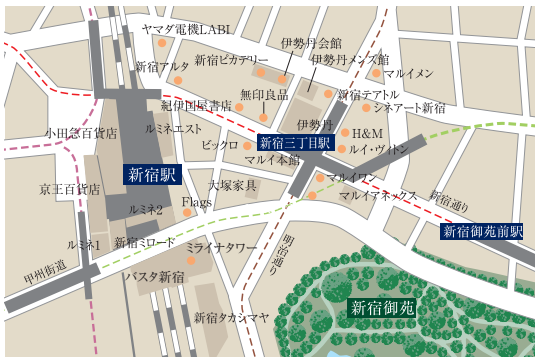 ヤマダ電機LABI
新宿アルタ
新宿ピカデリー
伊勢丹会館
伊勢丹メンズ館
マルイメン
無印良品
紀伊国屋書店
新宿テアトル
シネアート新宿
小田急百貨店
ルミネエスト
伊勢丹
ビックロ
新宿三丁目駅
H&M
ルイ・ヴィトン
マルイ本館
新宿駅
京王百貨店
大塚家具
マルイワン
マルイアネックス
新宿通り
Flags
ルミネ2
新宿御苑前駅
ルミネ1
新宿ミロード
ミライナタワー
明治通り
甲州街道
バスタ新宿
新宿タカシマヤ
新宿御苑